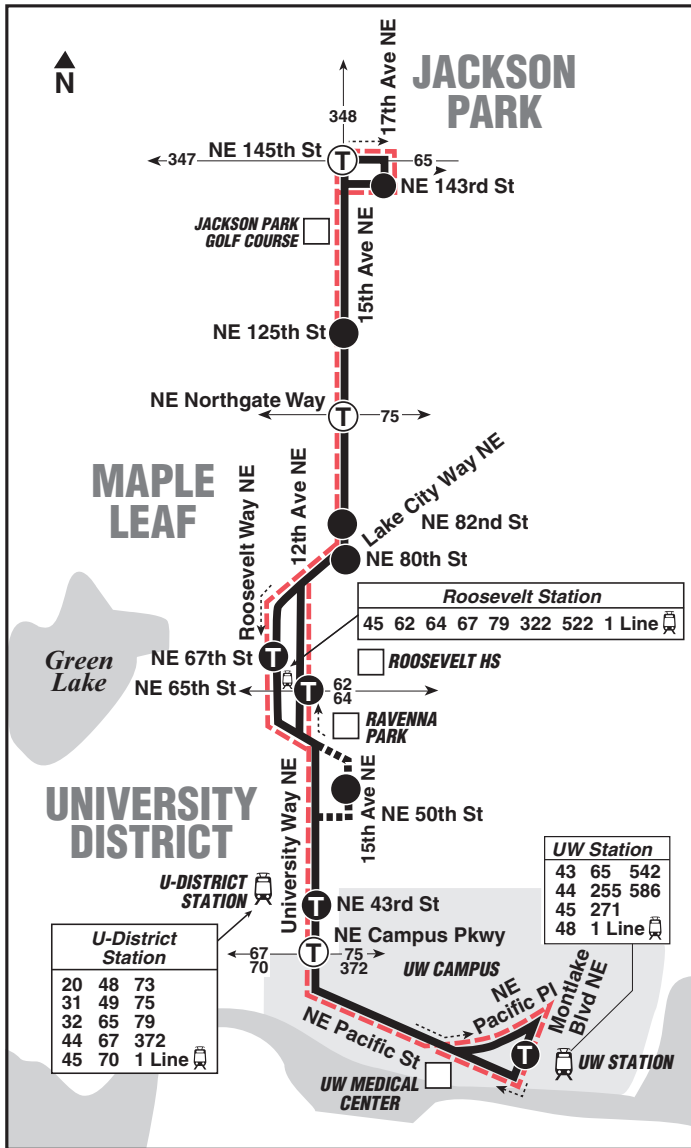 N
JACKSON
PARK
17th Ave NE
348
NE 145th St
T
347
65
NE 143rd St
JACKSON PARK
GOLF COURSE
15th Ave NE
NE 125th St
NE Northgate Way
T
75
MAPLE
LEAF
Roosevelt Way NE
12th Ave NE
Lake City Way NE
NE 82nd St
NE 80th St
Roosevelt Station
45 62 64 67 79 322 522 1 Line
Green
Lake
NE 67th St
T
ROOSEVELT HS
NE 65th St
T
62
64
RAVENNA
PARK
UNIVERSITY
DISTRICT
University Way NE
15th Ave NE
NE 50th St
U-DISTRICT
STATION
T
NE 43rd St
UW Station
43 65 542
44 255 586
45 271
48 1 Line
67
70
T
NE Campus Pkwy
75
372
UW CAMPUS
U-District
Station
20 48 73
31 49 75
32 65 79
44 67 372
45 70 1 Line
NE Pacific St
NE
Pacific Pl
Montlake
Blvd NE
T
UW STATION
UW MEDICAL
CENTER